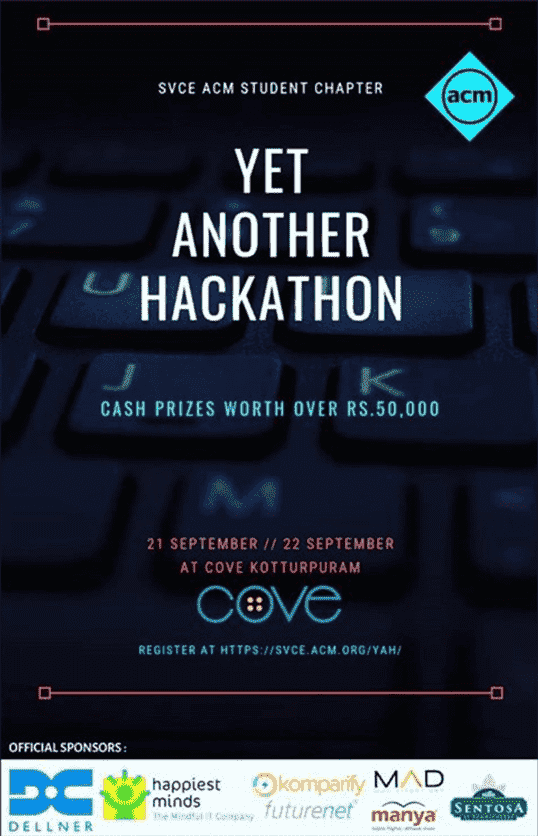 SVCE ACM STUDENT CHAPTER
acm
YET
ANOTHER
HACKATHON
U
J
K
CASH PRIZES WORTH OVER RS.50,000
M
21 SEPTEMBER // 22 SEPTEMBER
AT COVE KOTTURPURAM
cove
REGISTER AT HTTPS://SVCE.ACM.ORG/YAH/
OFFICIAL SPONSORS :
DC
DELLNER
happiest
minds
The Mindful IT Company
komparify
futurenet
MAD
manya
SENTOSA